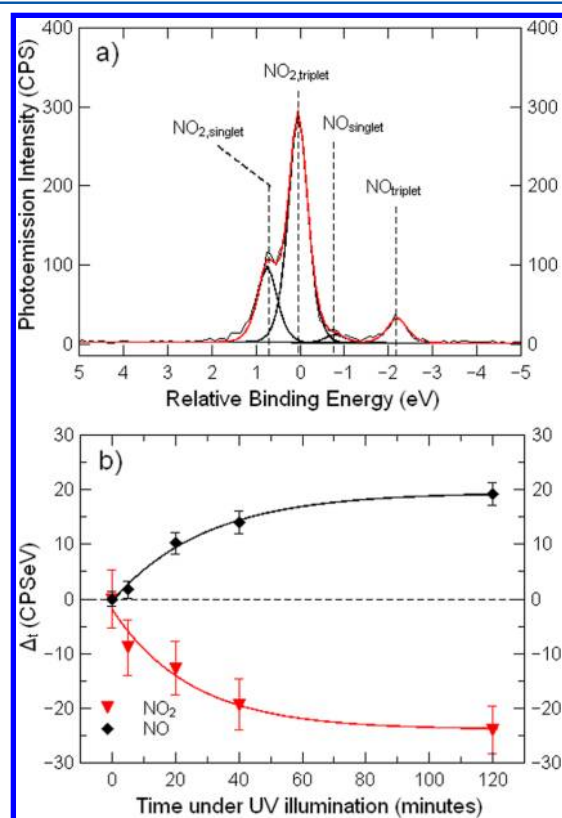 a)
Photoemission Intensity (CPS)
400 300 200 100 0
400 300 200 100 0
NO2,triplet
NO2,singlet
NOsinglet
NOtriplet
5 4 3 2 1 0 −1 −2 −3 −4 −5
Relative Binding Energy (eV)
b)
Δt (CPSeV)
30 20 10 0 −10 −20 −30
30 20 10 0 −10 −20 −30
NO2
NO
0 20 40 60 80 100 120
Time under UV illumination (minutes)